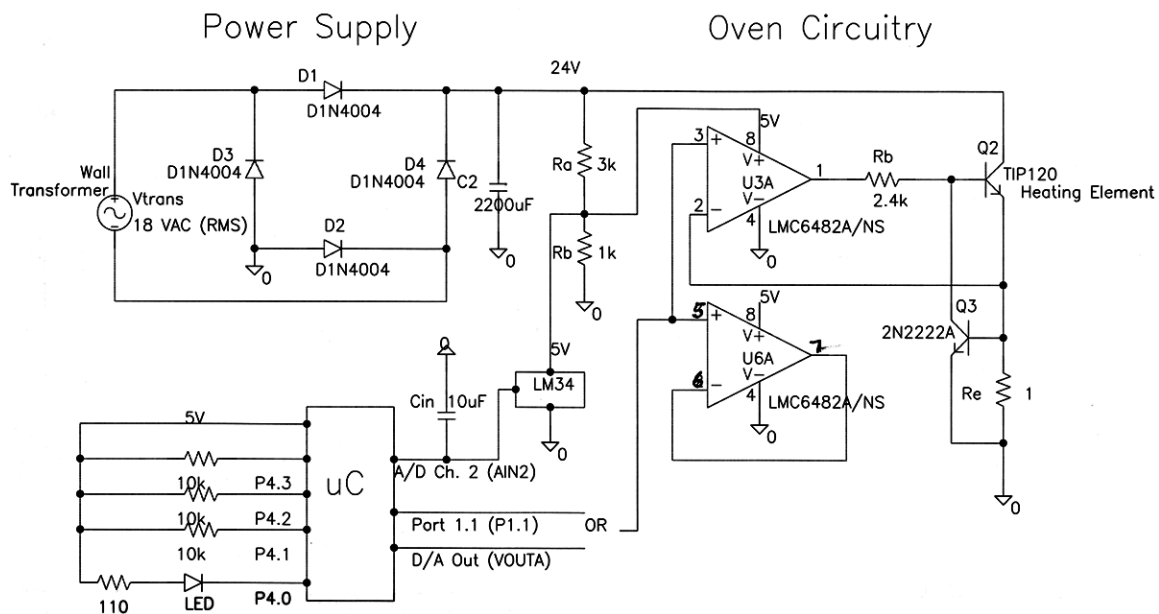 Power Supply
Oven Circuitry
24V
D1
D1N4004
D3
D1N4004
D4
D1N4004
C2
2200uF
0
Wall
Transformer
+
Vtrans
-
18 VAC (RMS)
D2
D1N4004
0
Ra
3k
Rb
1k
0
3
+
5V
8
V+
U3A
V-
2
-
4
1
LMC6482A/NS
0
Rb
2.4k
Q2
TIP120
Heating Element
5
+
5V
8
V+
U6A
V-
6
-
4
7
LMC6482A/NS
0
Q3
2N2222A
Re
1
0
0
Cin
10uF
5V
LM34
0
5V
10k
P4.3
10k
P4.2
10k
P4.1
110
LED
P4.0
uC
A/D Ch. 2 (AIN2)
Port 1.1 (P1.1)
OR
D/A Out (VOUTA)